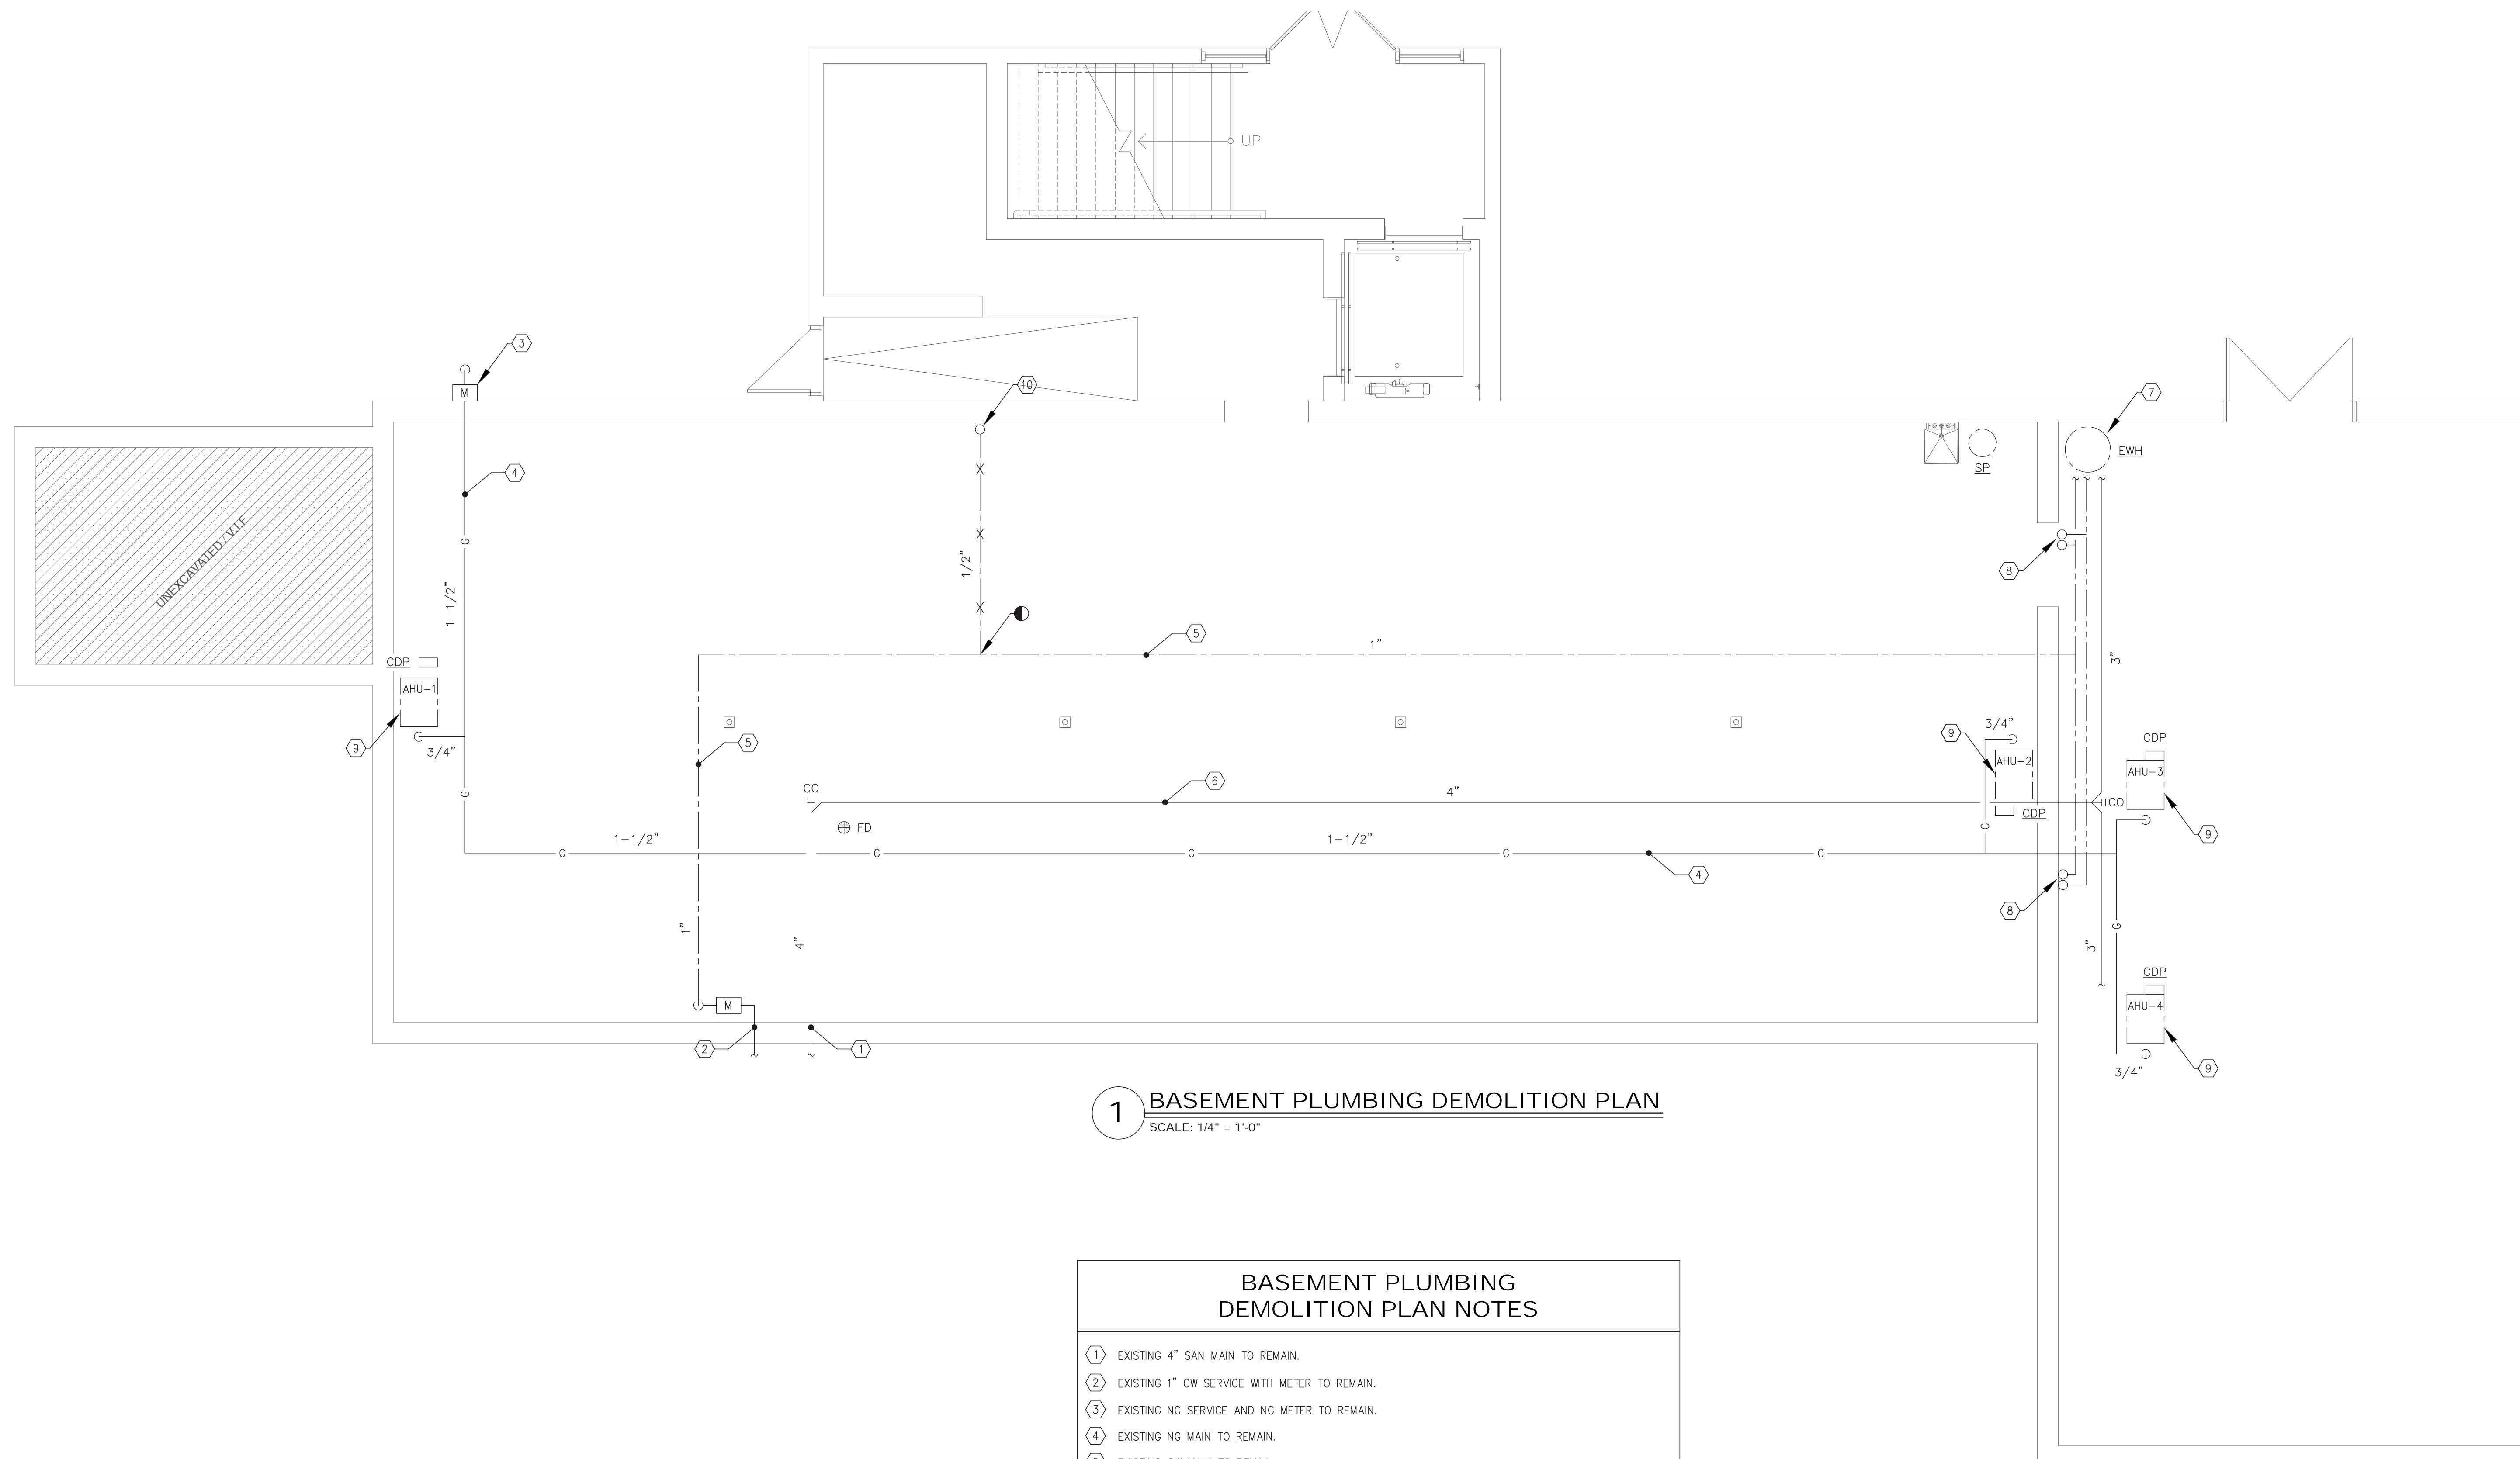 UP
3
M
10
7
4
SP
EWH
G
1/2"
8
1-1/2"
UNEXCAVATED / V.I.F
5
1"
3"
CDP
AHU-1
9
3/4"
5
9
3/4"
AHU-2
CDP
AHU-3
G
6
CO
4"
CO
CDP
FD
9
G
1-1/2"
G
1-1/2"
G
G
G
G
G
4
8
1"
4"
3"
G
CDP
M
AHU-4
2
1
9
3/4"
1
BASEMENT PLUMBING DEMOLITION PLAN
SCALE: 1/4" = 1'-0"
BASEMENT PLUMBING
DEMOLITION PLAN NOTES
1 EXISTING 4" SAN MAIN TO REMAIN.
2 EXISTING 1" CW SERVICE WITH METER TO REMAIN.
3 EXISTING NG SERVICE AND NG METER TO REMAIN.
4 EXISTING NG MAIN TO REMAIN.